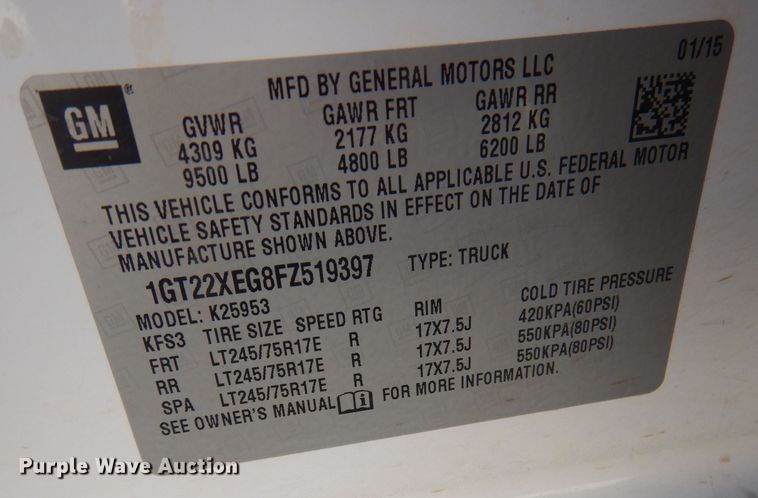 01/15
MFD BY GENERAL MOTORS LLC
GM®
GVWR GAWR FRT GAWR RR
4309 KG 2177 KG 2812 KG
9500 LB 4800 LB 6200 LB
THIS VEHICLE CONFORMS TO ALL APPLICABLE U.S. FEDERAL MOTOR
VEHICLE SAFETY STANDARDS IN EFFECT ON THE DATE OF
MANUFACTURE SHOWN ABOVE.
1GT22XEG8FZ519397 TYPE: TRUCK
MODEL: K25953
KFS3 TIRE SIZE SPEED RTG RIM COLD TIRE PRESSURE
FRT LT245/75R17E R 17X7.5J 420KPA(60PSI)
RR LT245/75R17E R 17X7.5J 550KPA(80PSI)
SPA LT245/75R17E R 17X7.5J 550KPA(80PSI)
SEE OWNER'S MANUAL i FOR MORE INFORMATION.
Purple Wave Auction